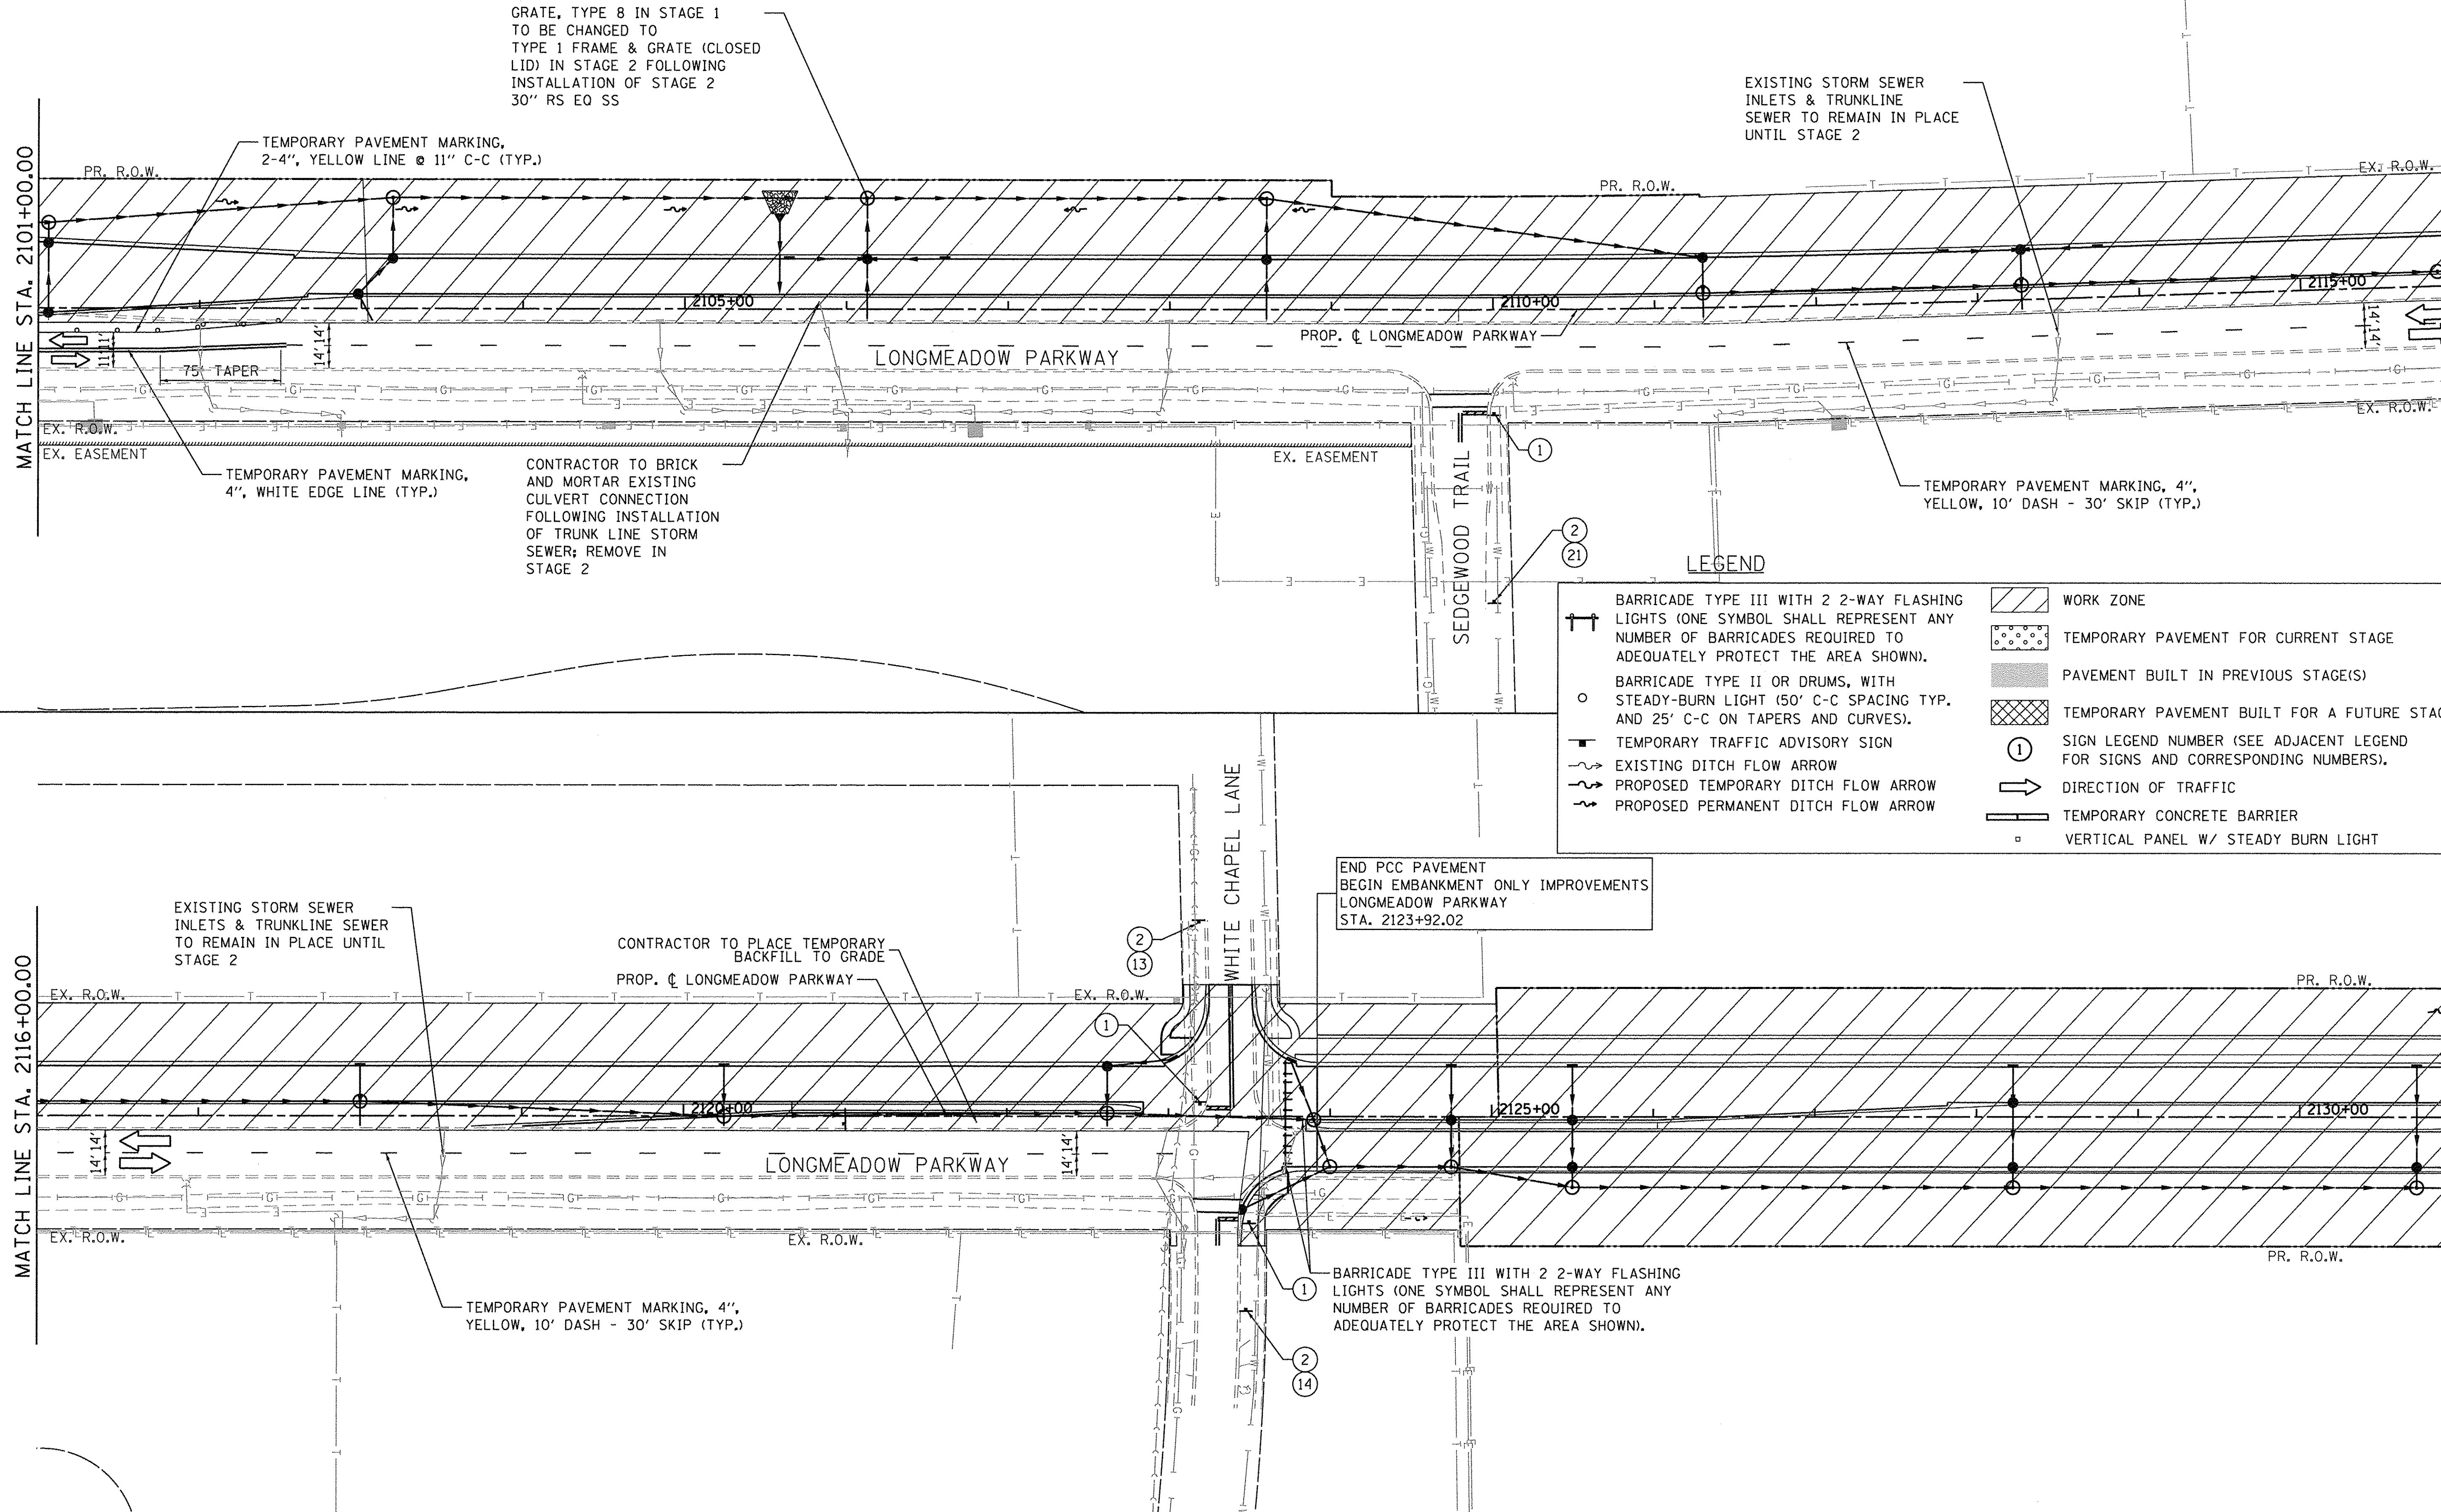 GRATE, TYPE 8 IN STAGE 1
TO BE CHANGED TO
TYPE 1 FRAME & GRATE (CLOSED
LID) IN STAGE 2 FOLLOWING
INSTALLATION OF STAGE 2
30" RS EQ SS
EXISTING STORM SEWER
INLETS & TRUNKLINE
SEWER TO REMAIN IN PLACE
UNTIL STAGE 2
TEMPORARY PAVEMENT MARKING,
2-4", YELLOW LINE @ 11" C-C (TYP.)
MATCH LINE STA. 2101+00.00
PR. R.O.W.
PR. R.O.W.
EX. R.O.W.
2105+00
2110+00
2115+00
PROP. ℄ LONGMEADOW PARKWAY
LONGMEADOW PARKWAY
11' 11'
14' 14'
14' 14'
75' TAPER
EX. R.O.W.
EX. R.O.W.
EX. EASEMENT
EX. EASEMENT
1
TEMPORARY PAVEMENT MARKING,
4", WHITE EDGE LINE (TYP.)
CONTRACTOR TO BRICK
AND MORTAR EXISTING
CULVERT CONNECTION
FOLLOWING INSTALLATION
OF TRUNK LINE STORM
SEWER; REMOVE IN
STAGE 2
SEDGEWOOD TRAIL
2
21
TEMPORARY PAVEMENT MARKING, 4",
YELLOW, 10' DASH - 30' SKIP (TYP.)
LEGEND
BARRICADE TYPE III WITH 2 2-WAY FLASHING
LIGHTS (ONE SYMBOL SHALL REPRESENT ANY
NUMBER OF BARRICADES REQUIRED TO
ADEQUATELY PROTECT THE AREA SHOWN).
BARRICADE TYPE II OR DRUMS, WITH
STEADY-BURN LIGHT (50' C-C SPACING TYP.
AND 25' C-C ON TAPERS AND CURVES).
TEMPORARY TRAFFIC ADVISORY SIGN
EXISTING DITCH FLOW ARROW
PROPOSED TEMPORARY DITCH FLOW ARROW
PROPOSED PERMANENT DITCH FLOW ARROW
WORK ZONE
TEMPORARY PAVEMENT FOR CURRENT STAGE
PAVEMENT BUILT IN PREVIOUS STAGE(S)
TEMPORARY PAVEMENT BUILT FOR A FUTURE STAG
1
SIGN LEGEND NUMBER (SEE ADJACENT LEGEND
FOR SIGNS AND CORRESPONDING NUMBERS).
DIRECTION OF TRAFFIC
TEMPORARY CONCRETE BARRIER
VERTICAL PANEL W/ STEADY BURN LIGHT
WHITE CHAPEL LANE
END PCC PAVEMENT
BEGIN EMBANKMENT ONLY IMPROVEMENTS
LONGMEADOW PARKWAY
STA. 2123+92.02
EXISTING STORM SEWER
INLETS & TRUNKLINE SEWER
TO REMAIN IN PLACE UNTIL
STAGE 2
CONTRACTOR TO PLACE TEMPORARY
BACKFILL TO GRADE
PROP. ℄ LONGMEADOW PARKWAY
2
13
MATCH LINE STA. 2116+00.00
EX. R.O.W.
EX. R.O.W.
PR. R.O.W.
1
2120+00
2125+00
2130+00
14' 14'
14' 14'
LONGMEADOW PARKWAY
EX. R.O.W.
EX. R.O.W.
PR. R.O.W.
1
BARRICADE TYPE III WITH 2 2-WAY FLASHING
LIGHTS (ONE SYMBOL SHALL REPRESENT ANY
NUMBER OF BARRICADES REQUIRED TO
ADEQUATELY PROTECT THE AREA SHOWN).
TEMPORARY PAVEMENT MARKING, 4",
YELLOW, 10' DASH - 30' SKIP (TYP.)
2
14